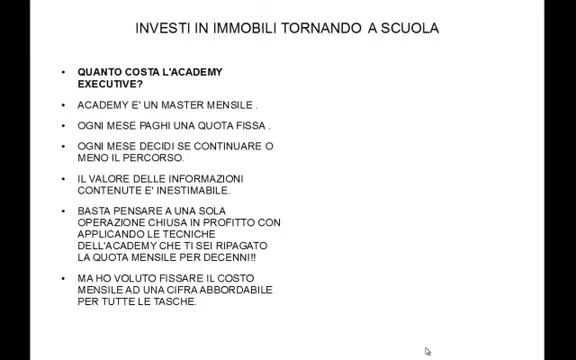 INVESTI IN IMMOBILI TORNANDO A SCUOLA
• QUANTO COSTA L'ACADEMY
EXECUTIVE?
• ACADEMY E' UN MASTER MENSILE .
• OGNI MESE PAGHI UNA QUOTA FISSA .
• OGNI MESE DECIDI SE CONTINUARE O
MENO IL PERCORSO.
• IL VALORE DELLE INFORMAZIONI
CONTENUTE E' INESTIMABILE.
• BASTA PENSARE A UNA SOLA
OPERAZIONE CHIUSA IN PROFITTO CON
APPLICANDO LE TECNICHE
DELL'ACADEMY CHE TI SEI RIPAGATO
LA QUOTA MENSILE PER DECENNI!!
• MA HO VOLUTO FISSARE IL COSTO
MENSILE AD UNA CIFRA ABBORDABILE
PER TUTTE LE TASCHE.